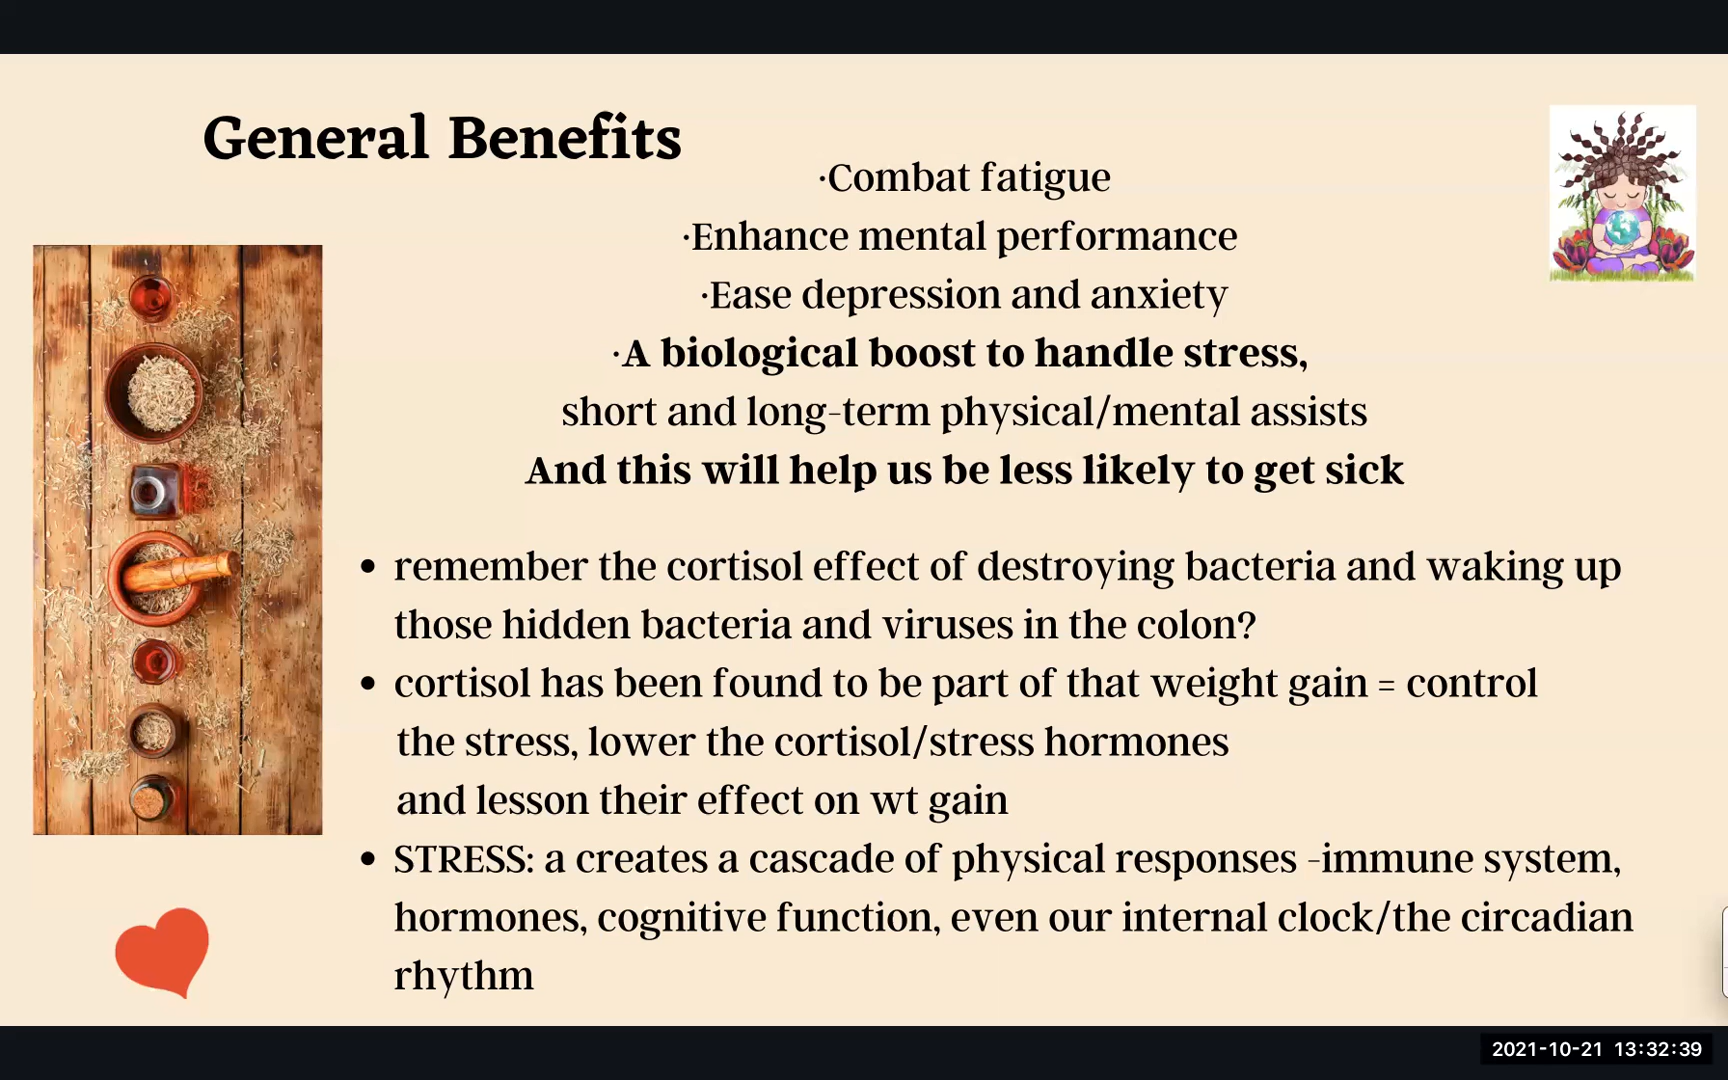 General Benefits
·Combat fatigue
·Enhance mental performance
·Ease depression and anxiety
·A biological boost to handle stress,
short and long-term physical/mental assists
And this will help us be less likely to get sick
• remember the cortisol effect of destroying bacteria and waking up
those hidden bacteria and viruses in the colon?
• cortisol has been found to be part of that weight gain = control
the stress, lower the cortisol/stress hormones
and lesson their effect on wt gain
• STRESS: a creates a cascade of physical responses -immune system,
hormones, cognitive function, even our internal clock/the circadian
rhythm
2021-10-21 13:32:39